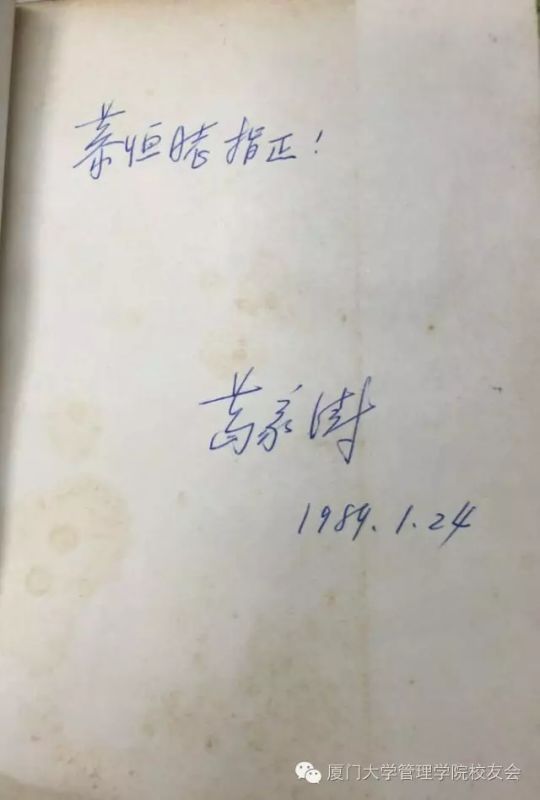 恒 指正！
葛家澍
1989.1.24
厦门大学管理学院校友会